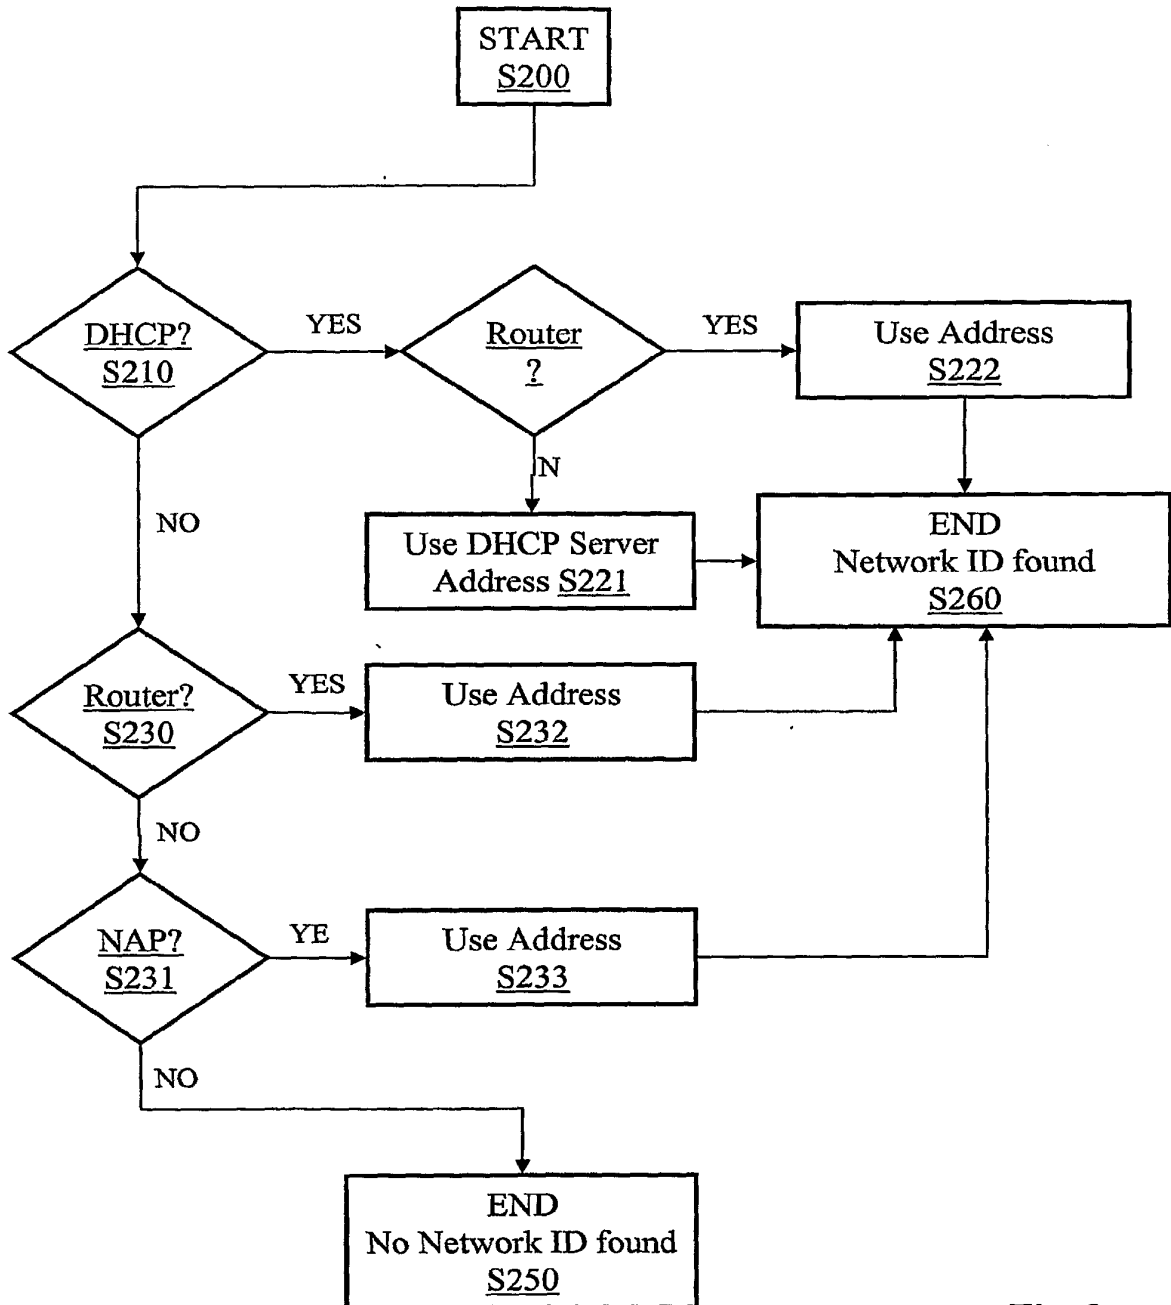 START
S200
DHCP?
S210
YES
Router
?
YES
Use Address
S222
N
NO
Use DHCP Server
Address S221
END
Network ID found
S260
Router?
S230
YES
Use Address
S232
NO
NAP?
S231
YE
Use Address
S233
NO
END
No Network ID found
S250